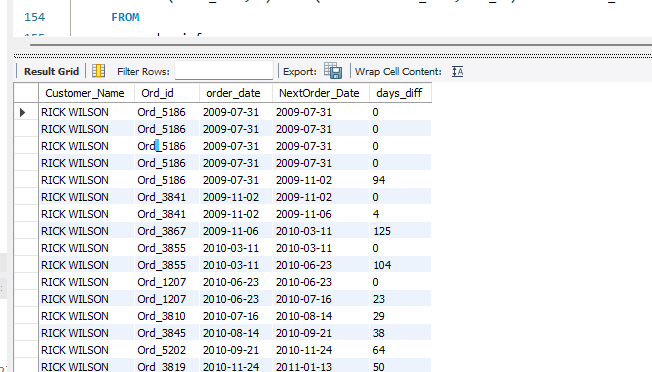 154 FROM
Result Grid Filter Rows: Export: Wrap Cell Content:
Customer_Name Ord_id order_date NextOrder_Date days_diff
RICK WILSON Ord_5186 2009-07-31 2009-07-31 0
RICK WILSON Ord_5186 2009-07-31 2009-07-31 0
RICK WILSON Ord_5186 2009-07-31 2009-07-31 0
RICK WILSON Ord_5186 2009-07-31 2009-07-31 0
RICK WILSON Ord_5186 2009-07-31 2009-11-02 94
RICK WILSON Ord_3841 2009-11-02 2009-11-02 0
RICK WILSON Ord_3841 2009-11-02 2009-11-06 4
RICK WILSON Ord_3867 2009-11-06 2010-03-11 125
RICK WILSON Ord_3855 2010-03-11 2010-03-11 0
RICK WILSON Ord_3855 2010-03-11 2010-06-23 104
RICK WILSON Ord_1207 2010-06-23 2010-06-23 0
RICK WILSON Ord_1207 2010-06-23 2010-07-16 23
RICK WILSON Ord_3810 2010-07-16 2010-08-14 29
RICK WILSON Ord_3845 2010-08-14 2010-09-21 38
RICK WILSON Ord_5202 2010-09-21 2010-11-24 64
RICK WILSON Ord_3819 2010-11-24 2011-01-13 50